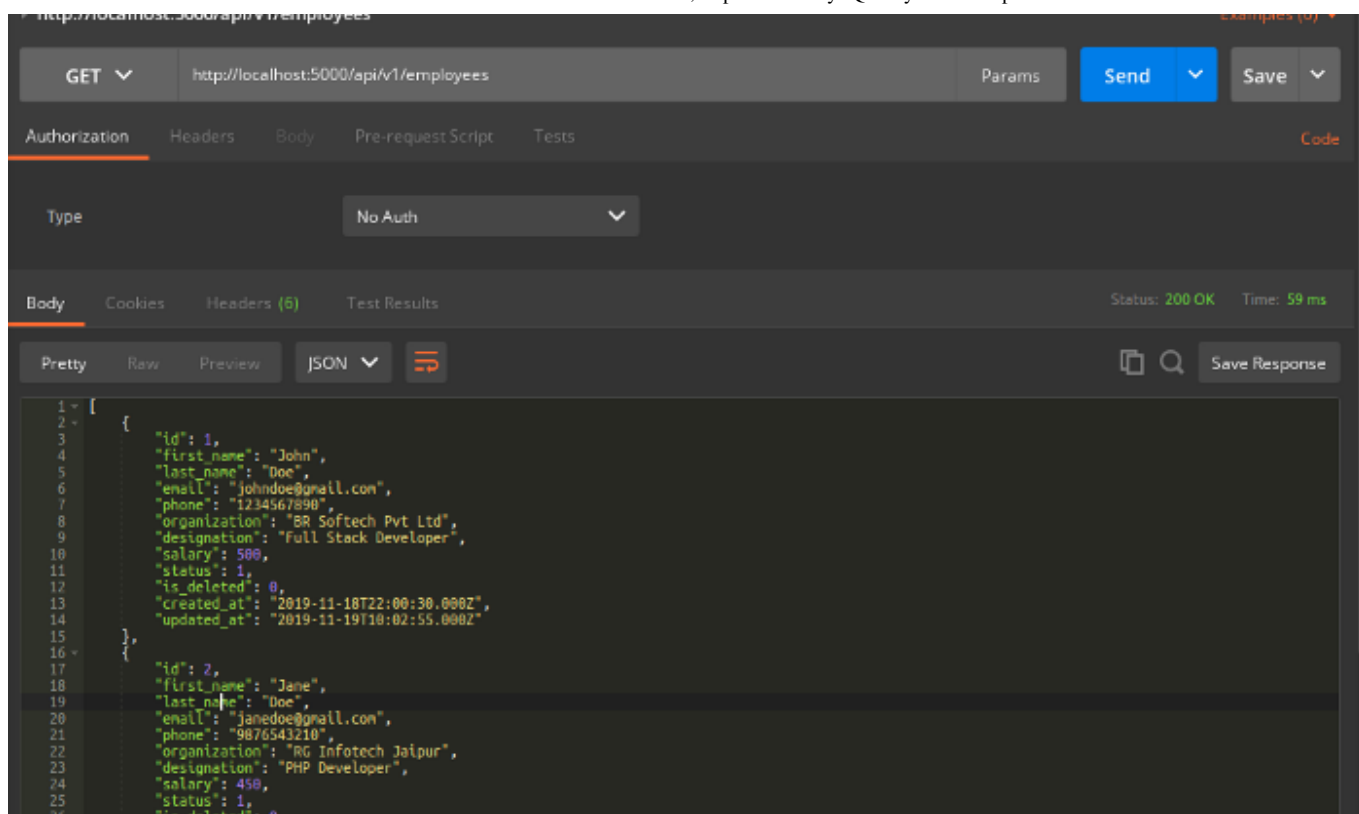 http://localhost:5000/api/v1/employees Examples (0)
GET http://localhost:5000/api/v1/employees Params Send Save
Authorization Headers Body Pre-request Script Tests Code
Type No Auth
Body Cookies Headers (6) Test Results Status: 200 OK Time: 59 ms
Pretty Raw Preview JSON Save Response
1 [
2 {
3 "id": 1,
4 "first_name": "John",
5 "last_name": "Doe",
6 "email": "johndoe@gmail.com",
7 "phone": "1234567890",
8 "organization": "BR Softech Pvt Ltd",
9 "designation": "Full Stack Developer",
10 "salary": 500,
11 "status": 1,
12 "is_deleted": 0,
13 "created_at": "2019-11-18T22:00:30.000Z",
14 "updated_at": "2019-11-19T10:02:55.000Z"
15 },
16 {
17 "id": 2,
18 "first_name": "Jane",
19 "last_name": "Doe",
20 "email": "janedoe@gmail.com",
21 "phone": "9876543210",
22 "organization": "RG Infotech Jaipur",
23 "designation": "PHP Developer",
24 "salary": 450,
25 "status": 1,